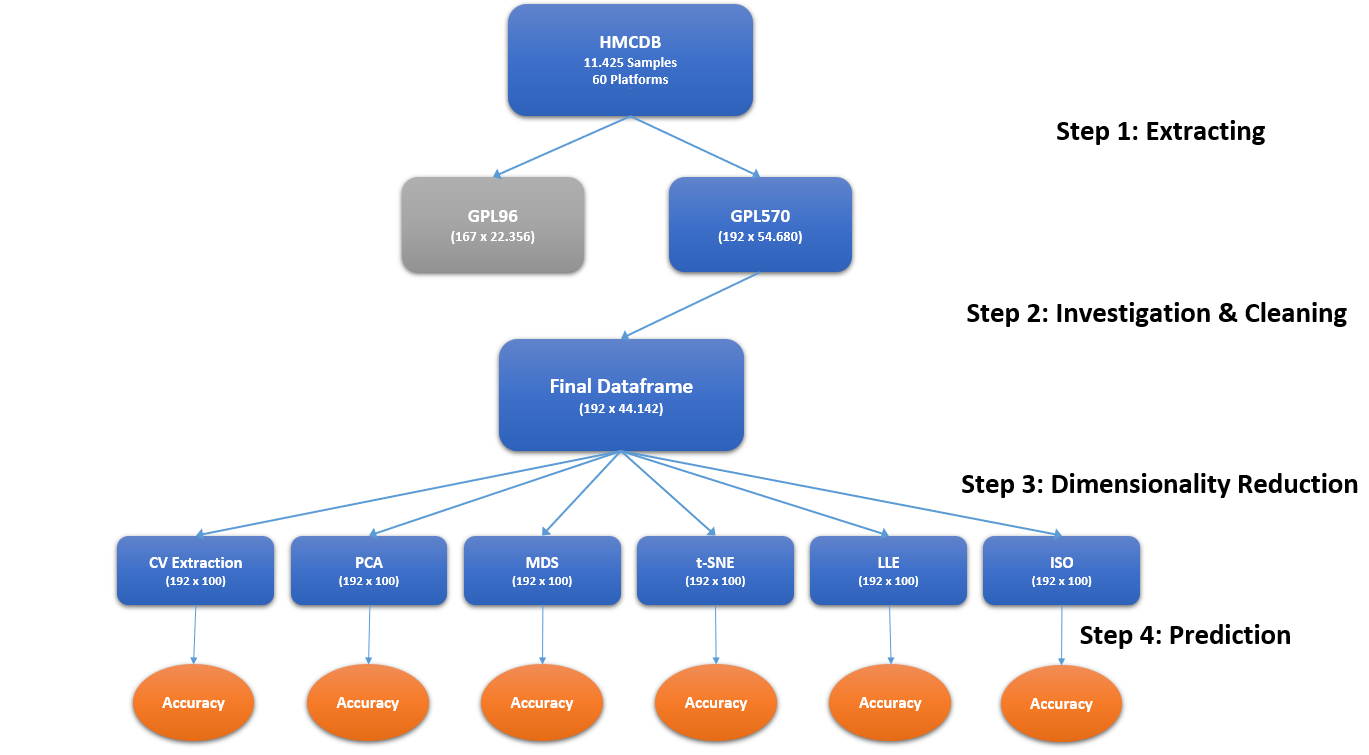 HMCDB
11.425 Samples
60 Platforms
Step 1: Extracting
GPL96
(167 x 22.356)
GPL570
(192 x 54.680)
Step 2: Investigation & Cleaning
Final Dataframe
(192 x 44.142)
Step 3: Dimensionality Reduction
CV Extraction
(192 x 100)
PCA
(192 x 100)
MDS
(192 x 100)
t-SNE
(192 x 100)
LLE
(192 x 100)
ISO
(192 x 100)
Step 4: Prediction
Accuracy
Accuracy
Accuracy
Accuracy
Accuracy
Accuracy